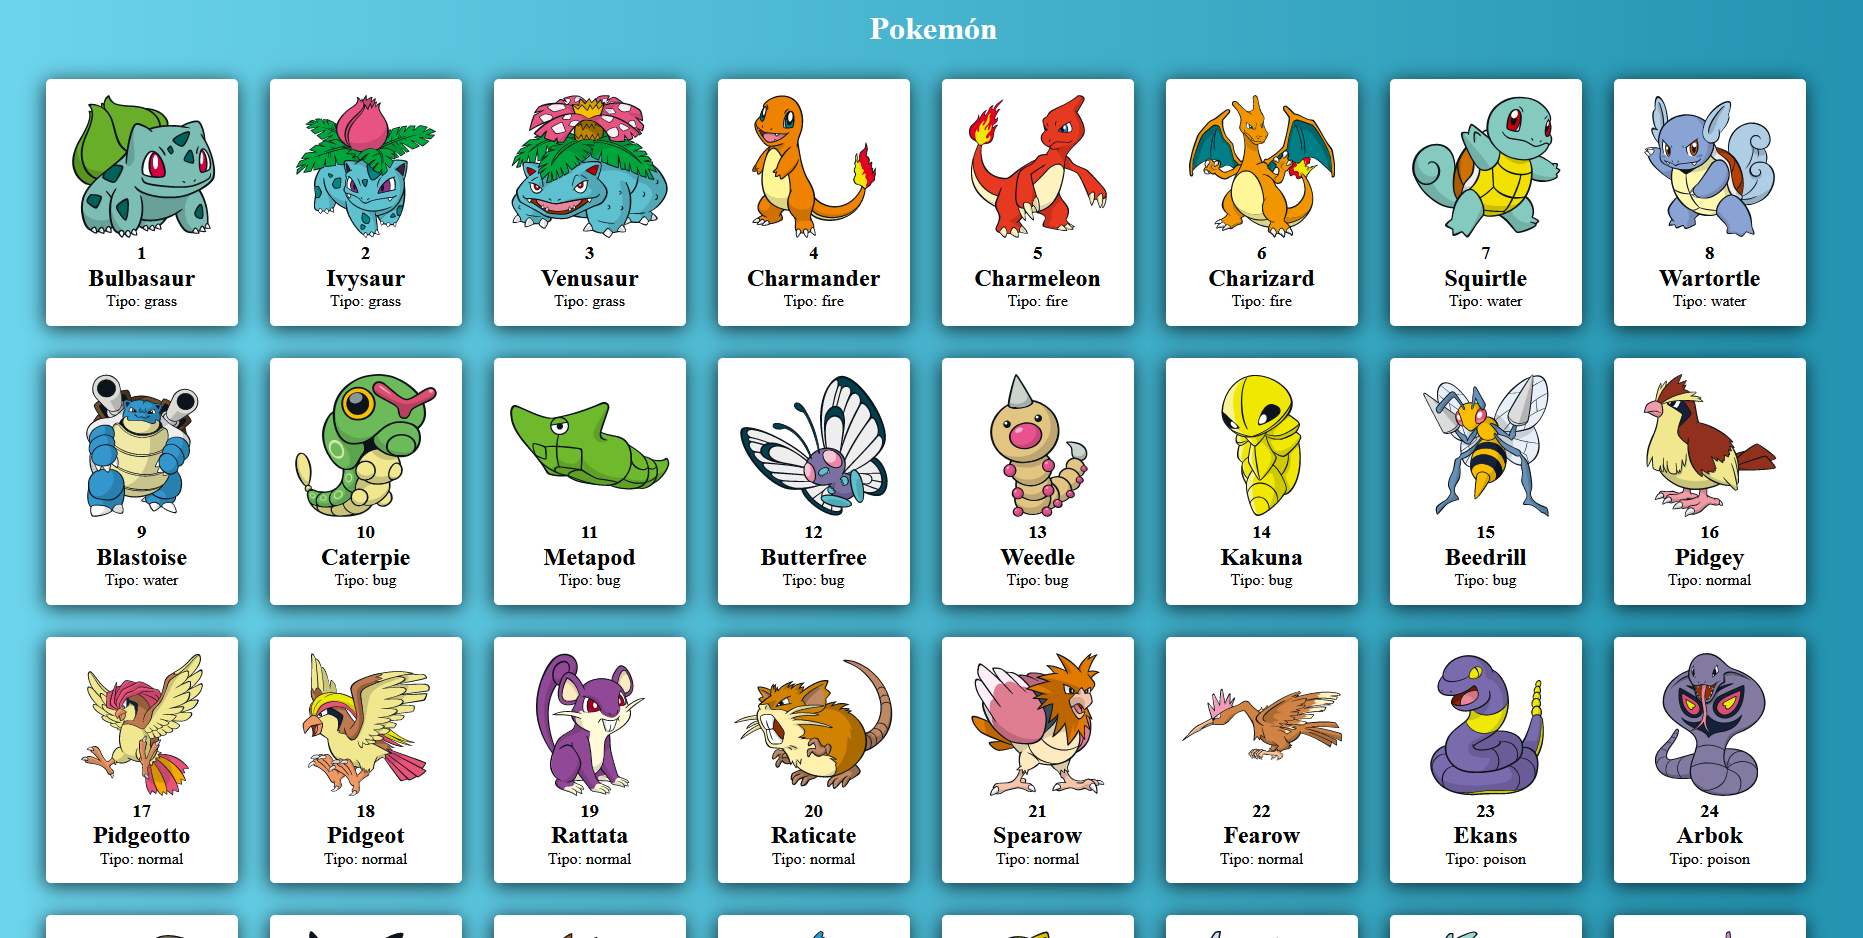 Pokemón
1
Bulbasaur
Tipo: grass
2
Ivysaur
Tipo: grass
3
Venusaur
Tipo: grass
4
Charmander
Tipo: fire
5
Charmeleon
Tipo: fire
6
Charizard
Tipo: fire
7
Squirtle
Tipo: water
8
Wartortle
Tipo: water
9
Blastoise
Tipo: water
10
Caterpie
Tipo: bug
11
Metapod
Tipo: bug
12
Butterfree
Tipo: bug
13
Weedle
Tipo: bug
14
Kakuna
Tipo: bug
15
Beedrill
Tipo: bug
16
Pidgey
Tipo: normal
17
Pidgeotto
Tipo: normal
18
Pidgeot
Tipo: normal
19
Rattata
Tipo: normal
20
Raticate
Tipo: normal
21
Spearow
Tipo: normal
22
Fearow
Tipo: normal
23
Ekans
Tipo: poison
24
Arbok
Tipo: poison